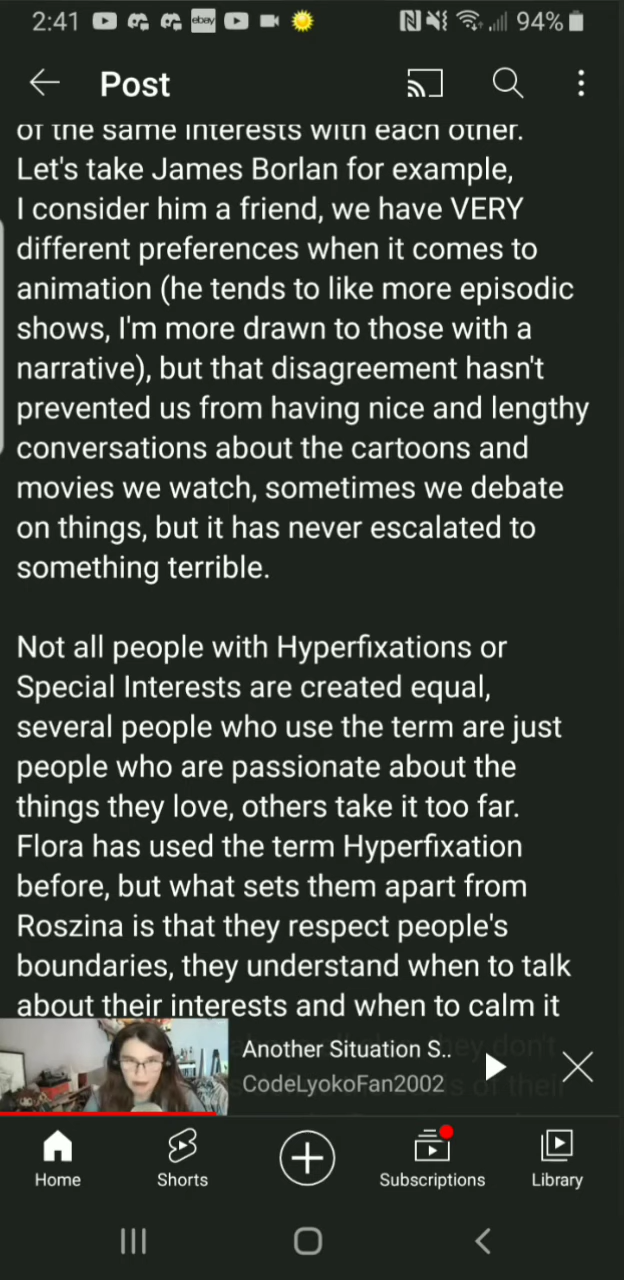 2:41
ebay
94%
Post
of the same interests with each other.
Let's take James Borlan for example,
I consider him a friend, we have VERY
different preferences when it comes to
animation (he tends to like more episodic
shows, I'm more drawn to those with a
narrative), but that disagreement hasn't
prevented us from having nice and lengthy
conversations about the cartoons and
movies we watch, sometimes we debate
on things, but it has never escalated to
something terrible.
Not all people with Hyperfixations or
Special Interests are created equal,
several people who use the term are just
people who are passionate about the
things they love, others take it too far.
Flora has used the term Hyperfixation
before, but what sets them apart from
Roszina is that they respect people's
boundaries, they understand when to talk
about their interests and when to calm it
they don't
of their
Another Situation S..
CodeLyokoFan2002
Home
Shorts
Subscriptions
Library